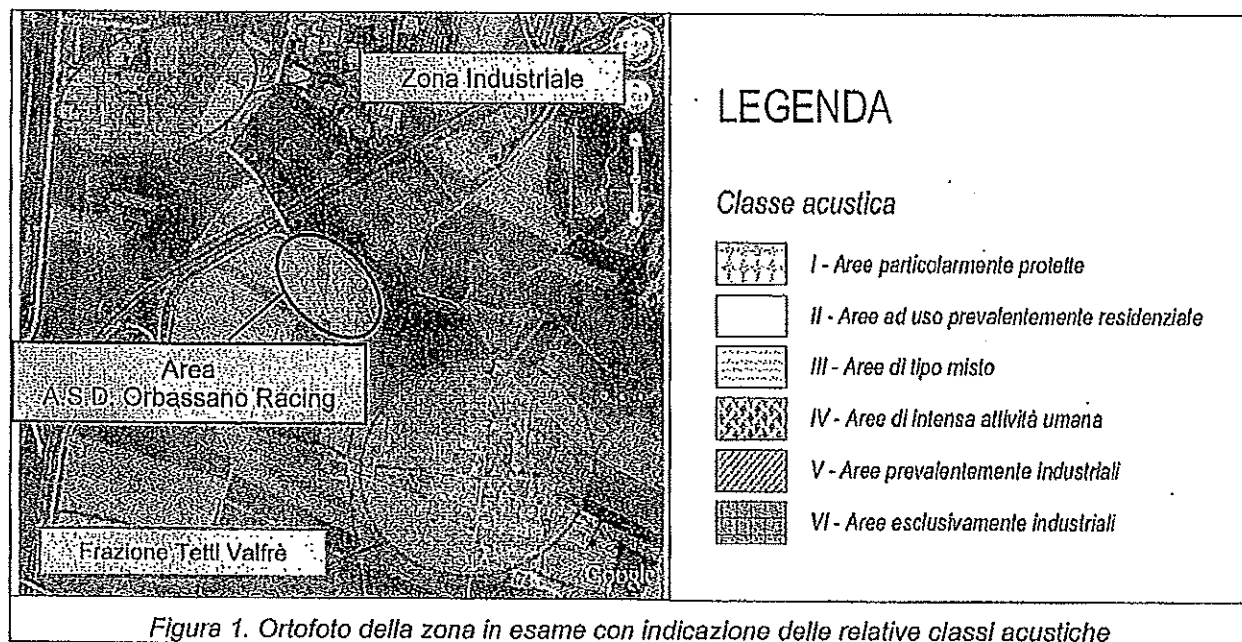 Zona Industriale
Area
A.S.D. Orbassano Racing
Frazione Tetti Valfrè
Google
LEGENDA
Classe acustica
I - Aree particolarmente protette
II - Aree ad uso prevalentemente residenziale
III - Aree di tipo misto
IV - Aree di intensa attività umana
V - Aree prevalentemente industriali
VI - Aree esclusivamente industriali
Figura 1. Ortofoto della zona in esame con indicazione delle relative classi acustiche